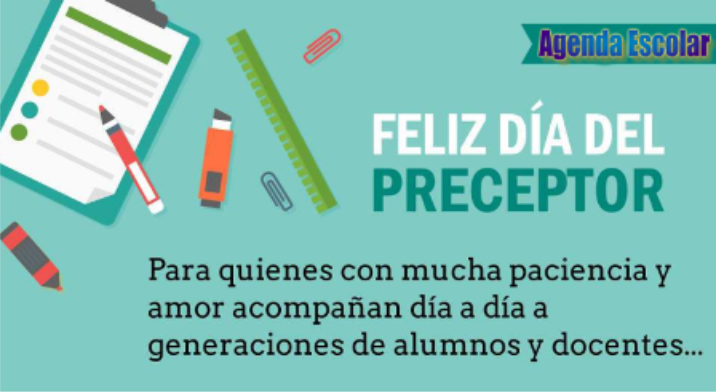 Agenda Escolar
FELIZ DÍA DEL
PRECEPTOR
Para quienes con mucha paciencia y
amor acompañan día a día a
generaciones de alumnos y docentes...